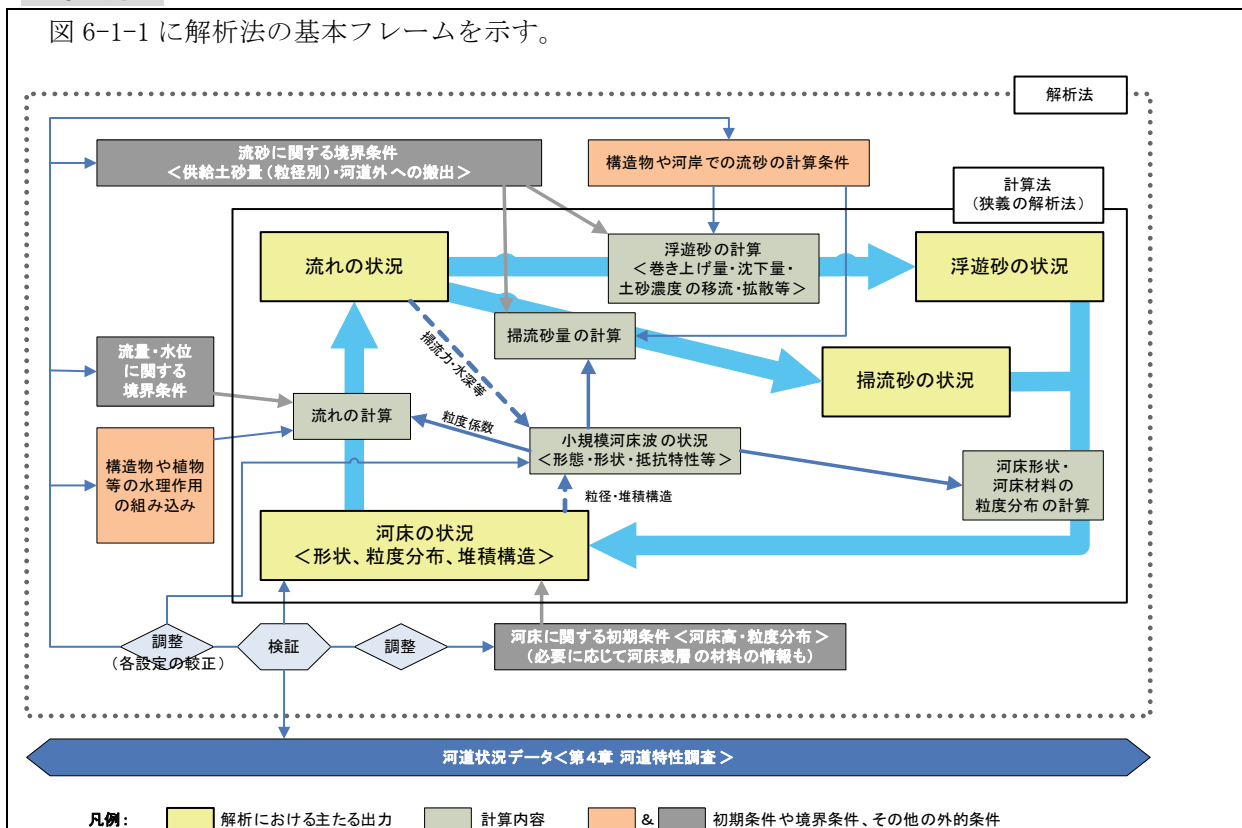 図 6-1-1 に解析法の基本フレームを示す。
解析法
流砂に関する境界条件
＜供給土砂量（粒径別）・河道外への搬出＞
構造物や河岸での流砂の計算条件
計算法
（狭義の解析法）
流れの状況
浮遊砂の計算
＜巻き上げ量・沈下量・
土砂濃度の移流・拡散等＞
浮遊砂の状況
掃流砂量の計算
掃流力・水深等
掃流砂の状況
流量・水位
に関する
境界条件
流れの計算
粒度係数
小規模河床波の状況
＜形態・形状・抵抗特性等＞
構造物や植物
等の水理作用
の組み込み
河床形状・
河床材料の
粒度分布の計算
粒径・堆積構造
河床の状況
＜形状、粒度分布、堆積構造＞
調整
（各設定の較正）
検証
調整
河床に関する初期条件＜河床高・粒度分布＞
（必要に応じて河床表層の材料の情報も）
河道状況データ＜第4章 河道特性調査＞
凡例：
解析における主たる出力
計算内容
&
初期条件や境界条件、その他の外的条件